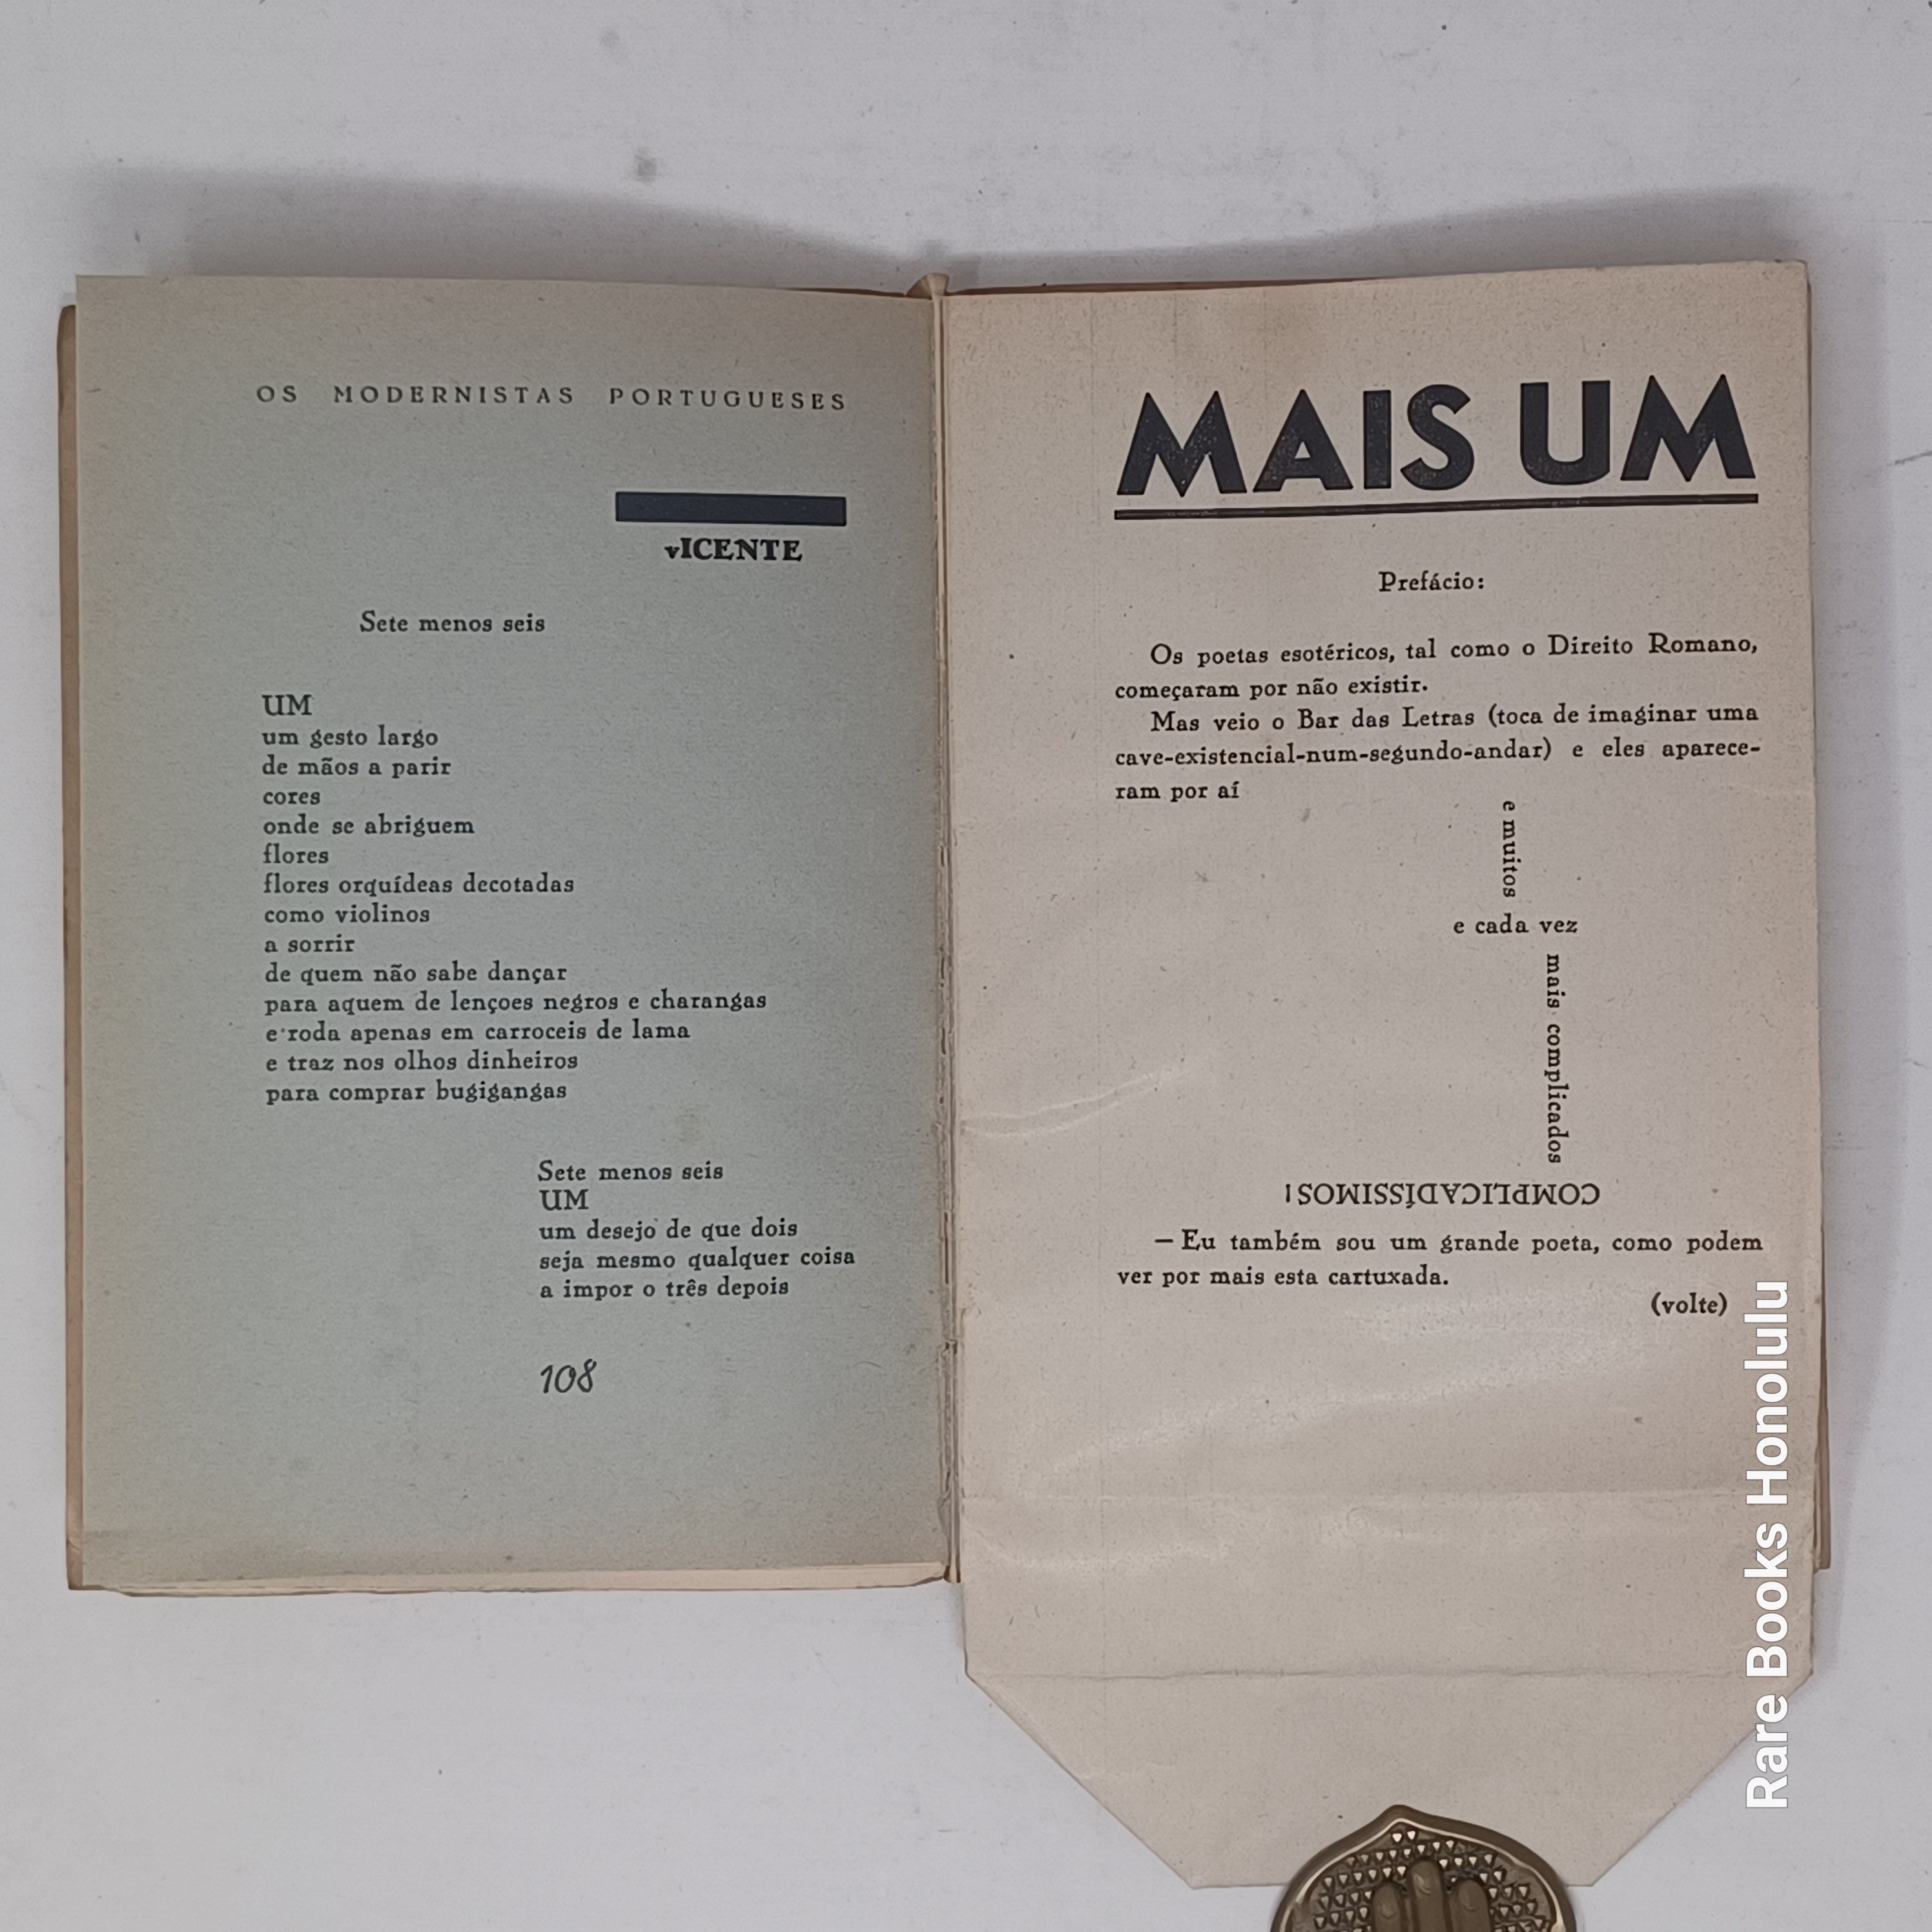 OS MODERNISTAS PORTUGUESES
vICENTE
Sete menos seis
UM
um gesto largo
de mãos a parir
cores
onde se abriguem
flores
flores orquídeas decotadas
como violinos
a sorrir
de quem não sabe dançar
para aquem de lençoes negros e charangas
e roda apenas em carroceis de lama
e traz nos olhos dinheiros
para comprar bugigangas
Sete menos seis
UM
um desejo de que dois
seja mesmo qualquer coisa
a impor o três depois
108
MAIS UM
Prefácio:
Os poetas esotéricos, tal como o Direito Romano,
começaram por não existir.
Mas veio o Bar das Letras (toca de imaginar uma
cave-existencial-num-segundo-andar) e eles aparece-
ram por aí
e muitos
e cada vez
mais complicados
COMPLICADÍSSIMOS!
— Eu também sou um grande poeta, como podem
ver por mais esta cartuxada.
(volte)
Rare Books Honolulu